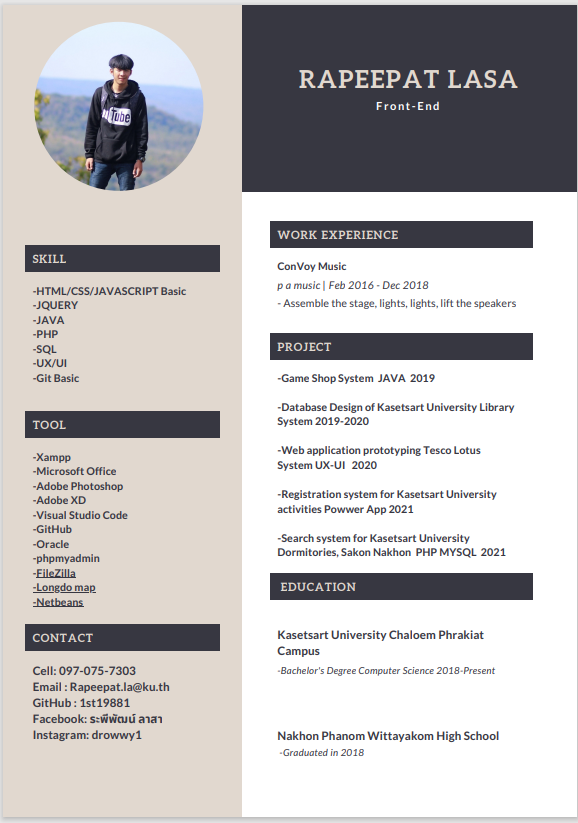 Tube
SKILL
-HTML/CSS/JAVASCRIPT Basic
-JQUERY
-JAVA
-PHP
-SQL
-UX/UI
-Git Basic
TOOL
-Xampp
-Microsoft Office
-Adobe Photoshop
-Adobe XD
-Visual Studio Code
-GitHub
-Oracle
-phpmyadmin
-FileZilla
-Longdo map
-Netbeans
CONTACT
Cell: 097-075-7303
Email : Rapeepat.la@ku.th
GitHub : 1st19881
Facebook: ระพีพัฒน์ ลาสา
Instagram: drowwy1
RAPEEPAT LASA
Front-End
WORK EXPERIENCE
ConVoy Music
p a music | Feb 2016 - Dec 2018
- Assemble the stage, lights, lights, lift the speakers
PROJECT
-Game Shop System JAVA 2019
-Database Design of Kasetsart University Library
System 2019-2020
-Web application prototyping Tesco Lotus
System UX-UI 2020
-Registration system for Kasetsart University
activities Powwer App 2021
-Search system for Kasetsart University
Dormitories, Sakon Nakhon PHP MYSQL 2021
EDUCATION
Kasetsart University Chaloem Phrakiat
Campus
-Bachelor's Degree Computer Science 2018-Present
Nakhon Phanom Wittayakom High School
-Graduated in 2018